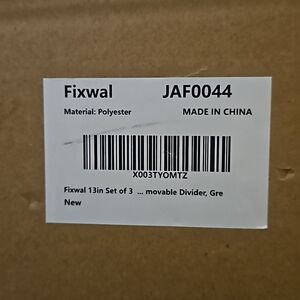 Fixwal JAF0044
Material: Polyester MADE IN CHINA
X003TYOMTZ
Fixwal 13in Set of 3 ... movable Divider, Gre
New